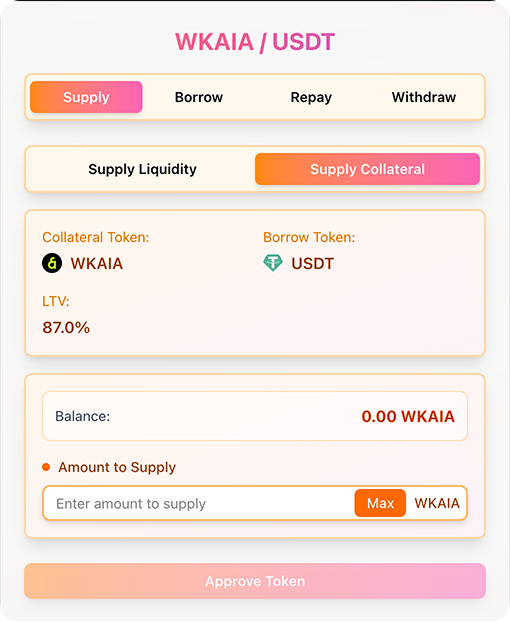 WKAIA / USDT
Supply Borrow Repay Withdraw
Supply Liquidity Supply Collateral
Collateral Token: Borrow Token:
WKAIA USDT
LTV:
87.0%
Balance: 0.00 WKAIA
Amount to Supply
Enter amount to supply Max WKAIA
Approve Token